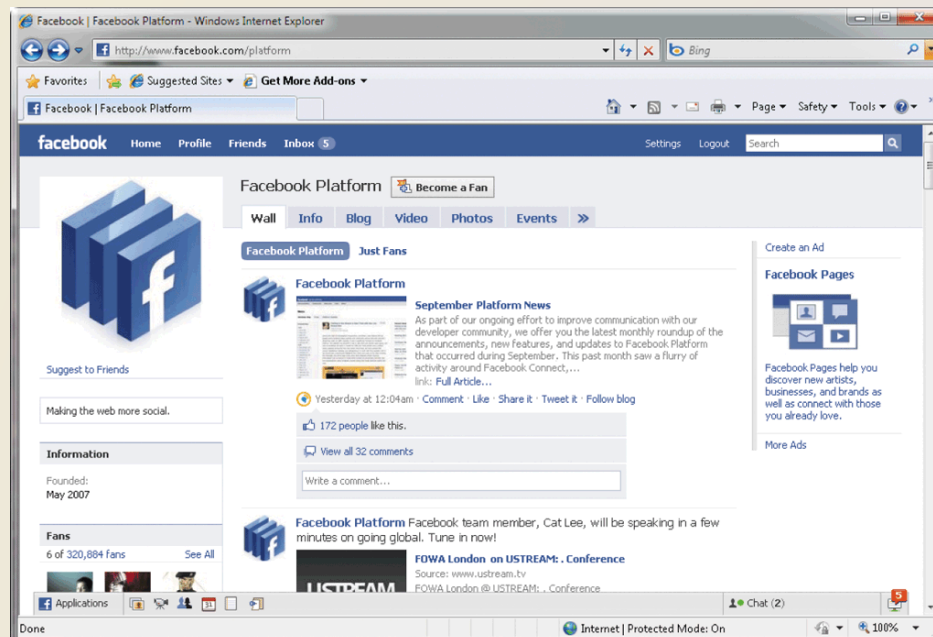 Facebook | Facebook Platform - Windows Internet Explorer
http://www.facebook.com/platform
Bing
Favorites Suggested Sites Get More Add-ons
Facebook | Facebook Platform
Page Safety Tools
facebook Home Profile Friends Inbox 5 Settings Logout Search
Facebook Platform Become a Fan
Wall Info Blog Video Photos Events »
Facebook Platform Just Fans
Suggest to Friends
Making the web more social.
Information
Founded:
May 2007
Fans
6 of 320,884 fans See All
Facebook Platform
September Platform News
As part of our ongoing effort to improve communication with our
developer community, we offer you the latest monthly roundup of the
announcements, new features, and updates to Facebook Platform
that occurred during September. This past month saw a flurry of
activity around Facebook Connect,...
link: Full Article...
Yesterday at 12:04am · Comment · Like · Share it · Tweet it · Follow blog
172 people like this.
View all 32 comments
Write a comment...
Facebook Platform Facebook team member, Cat Lee, will be speaking in a few
minutes on going global. Tune in now!
USTREAM
FOWA London on USTREAM: . Conference
Source: www.ustream.tv
FOWA London @ USTREAM: . Conference
Create an Ad
Facebook Pages
Facebook Pages help you
discover new artists,
businesses, and brands as
well as connect with those
you already love.
More Ads
Applications 31 Chat (2) 5
Done Internet | Protected Mode: On 100%